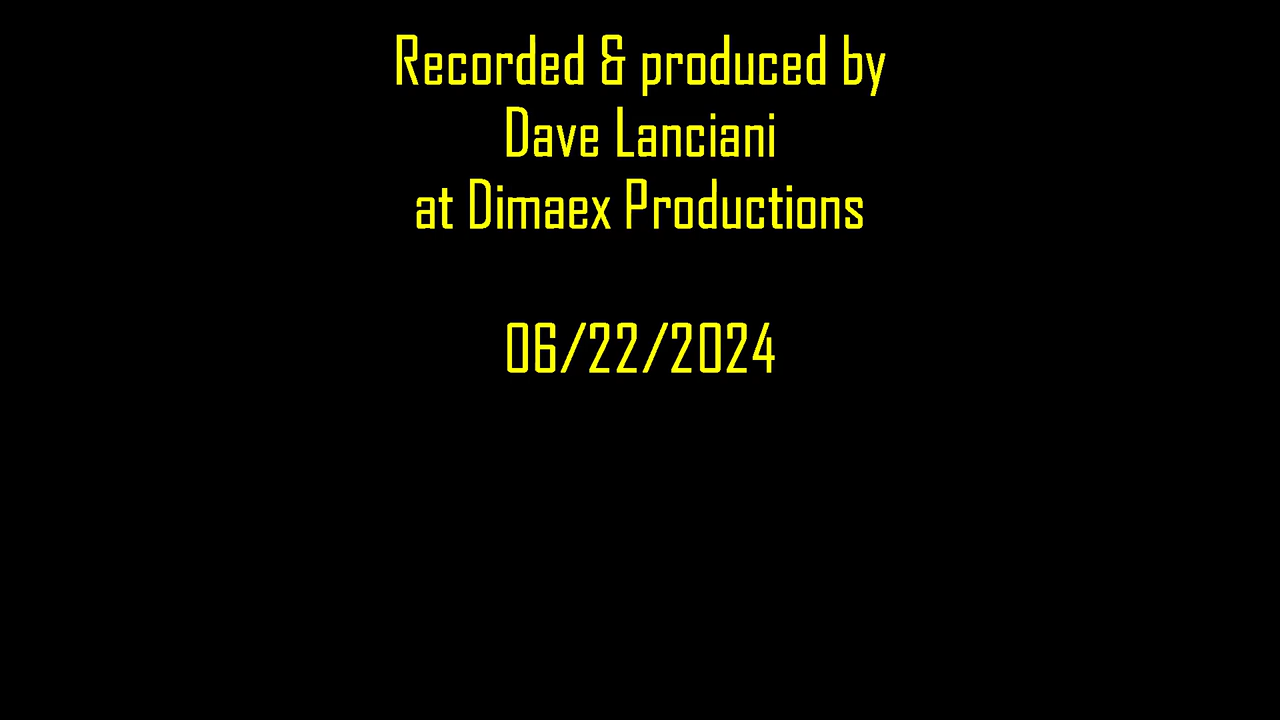 Recorded & produced by
Dave Lanciani
at Dimaex Productions
06/22/2024